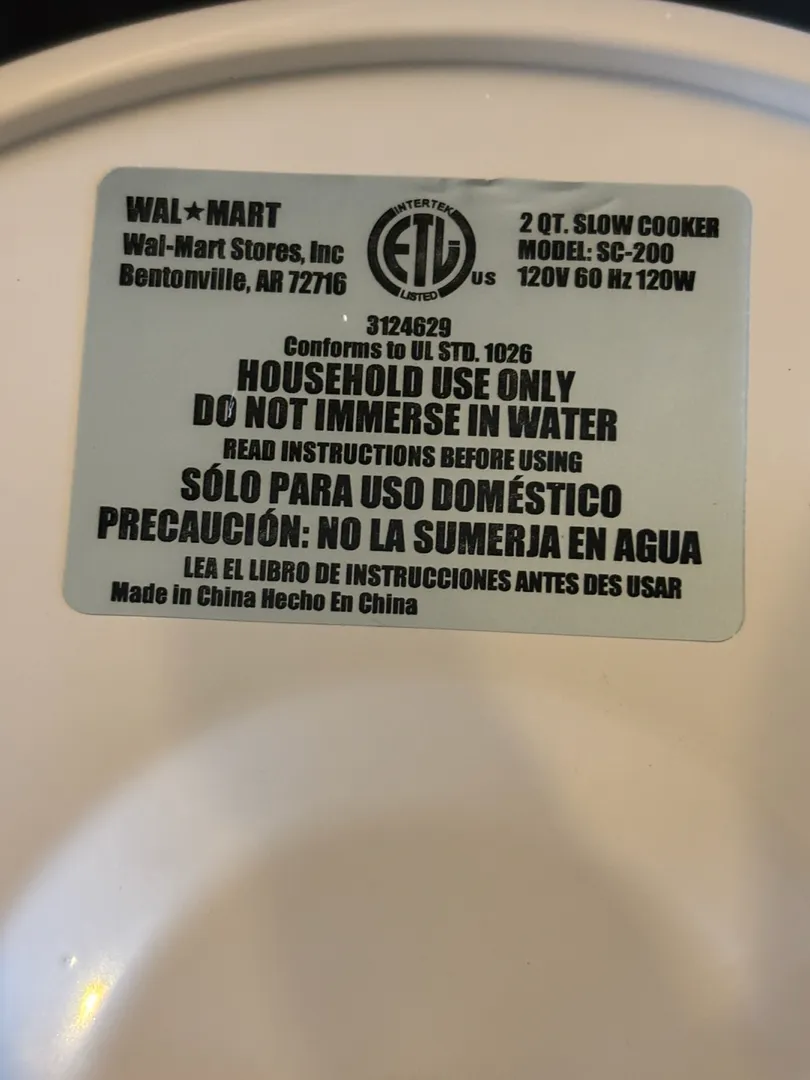 WAL★MART
Wal-Mart Stores, Inc
Bentonville, AR 72716
INTERTEK
ETL
LISTED
US
2 QT. SLOW COOKER
MODEL: SC-200
120V 60 Hz 120W
3124629
Conforms to UL STD. 1026
HOUSEHOLD USE ONLY
DO NOT IMMERSE IN WATER
READ INSTRUCTIONS BEFORE USING
SÓLO PARA USO DOMÉSTICO
PRECAUCIÓN: NO LA SUMERJA EN AGUA
LEA EL LIBRO DE INSTRUCCIONES ANTES DES USAR
Made in China Hecho En China